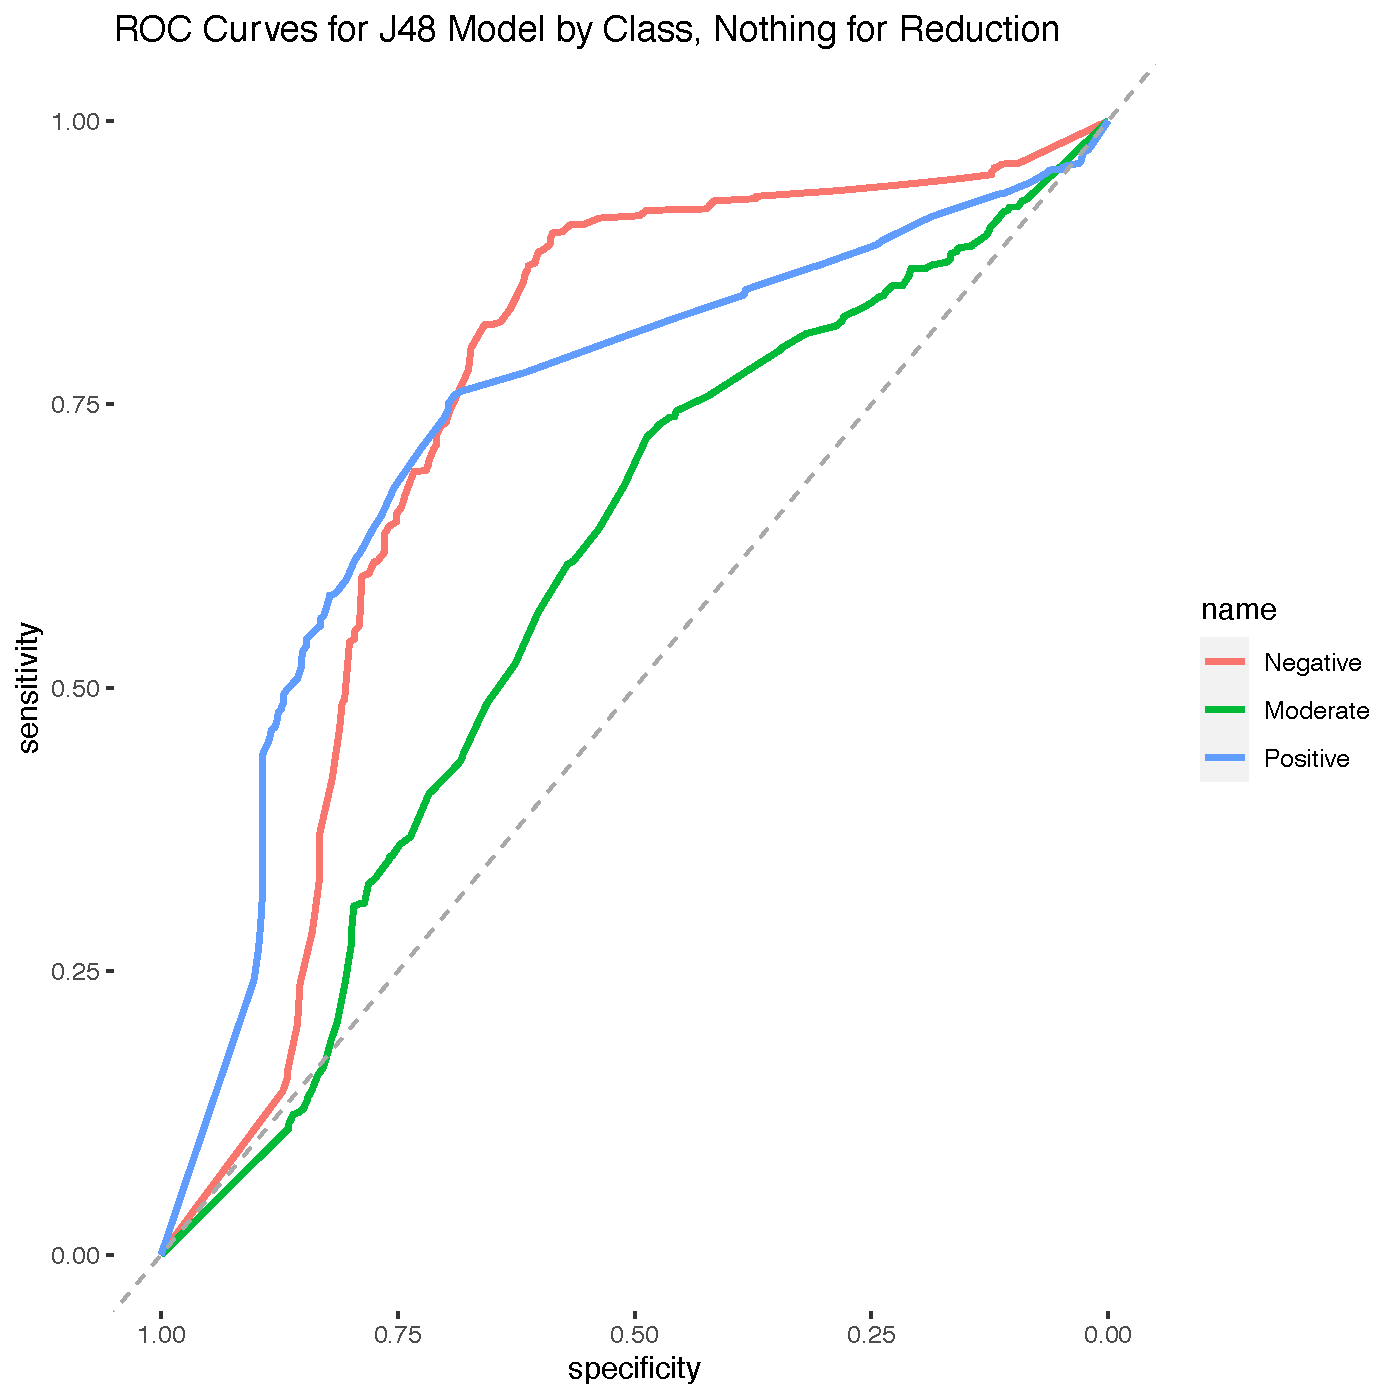 ROC Curves for J48 Model by Class, Nothing for Reduction
1.00
0.75
0.50
0.25
0.00
sensitivity
1.00 0.75 0.50 0.25 0.00
specificity
name
Negative
Moderate
Positive